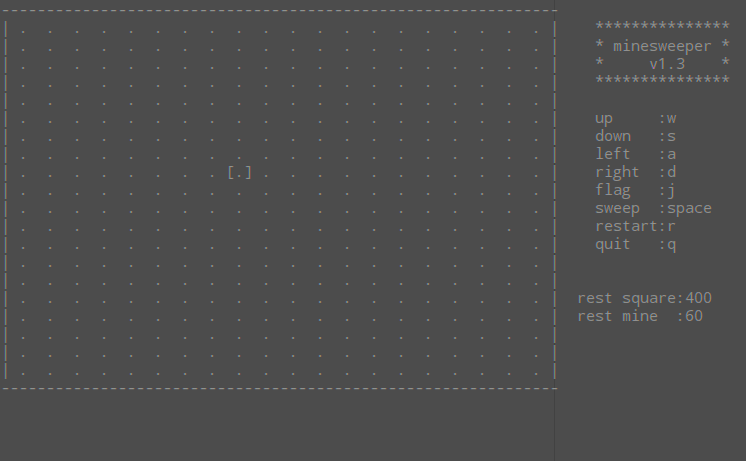 ***************
* minesweeper *
*     v1.3    *
***************
[.]
up     :w
down   :s
left   :a
right  :d
flag   :j
sweep  :space
restart:r
quit   :q
rest square:400
rest mine  :60